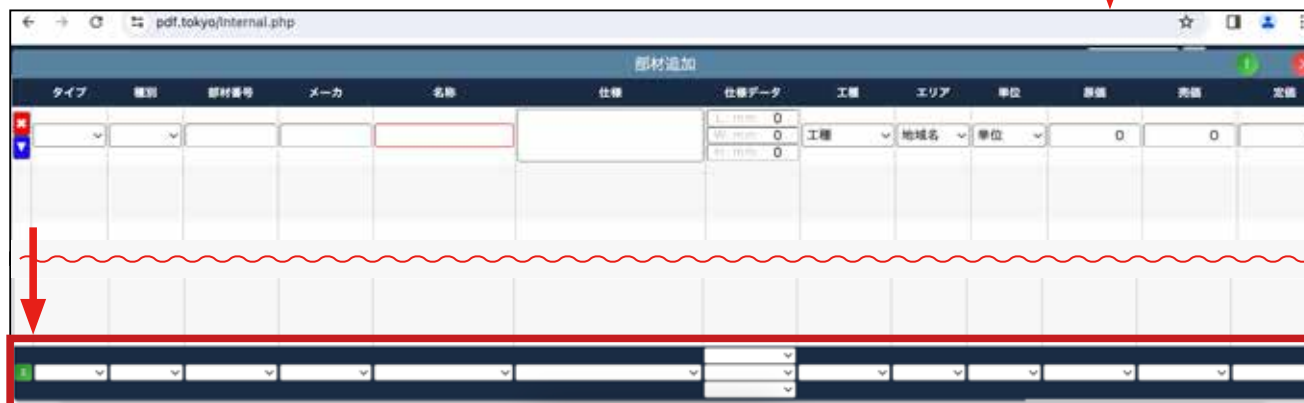 pdf.tokyo/Internal.php
部材追加
タイプ 種別 部材番号 メーカ 名称 仕様 仕様データ 工種 エリア 単位 原価 売価 定価
L: mm 0
W: mm 0 工種 地域名 単位 0 0
H: mm 0